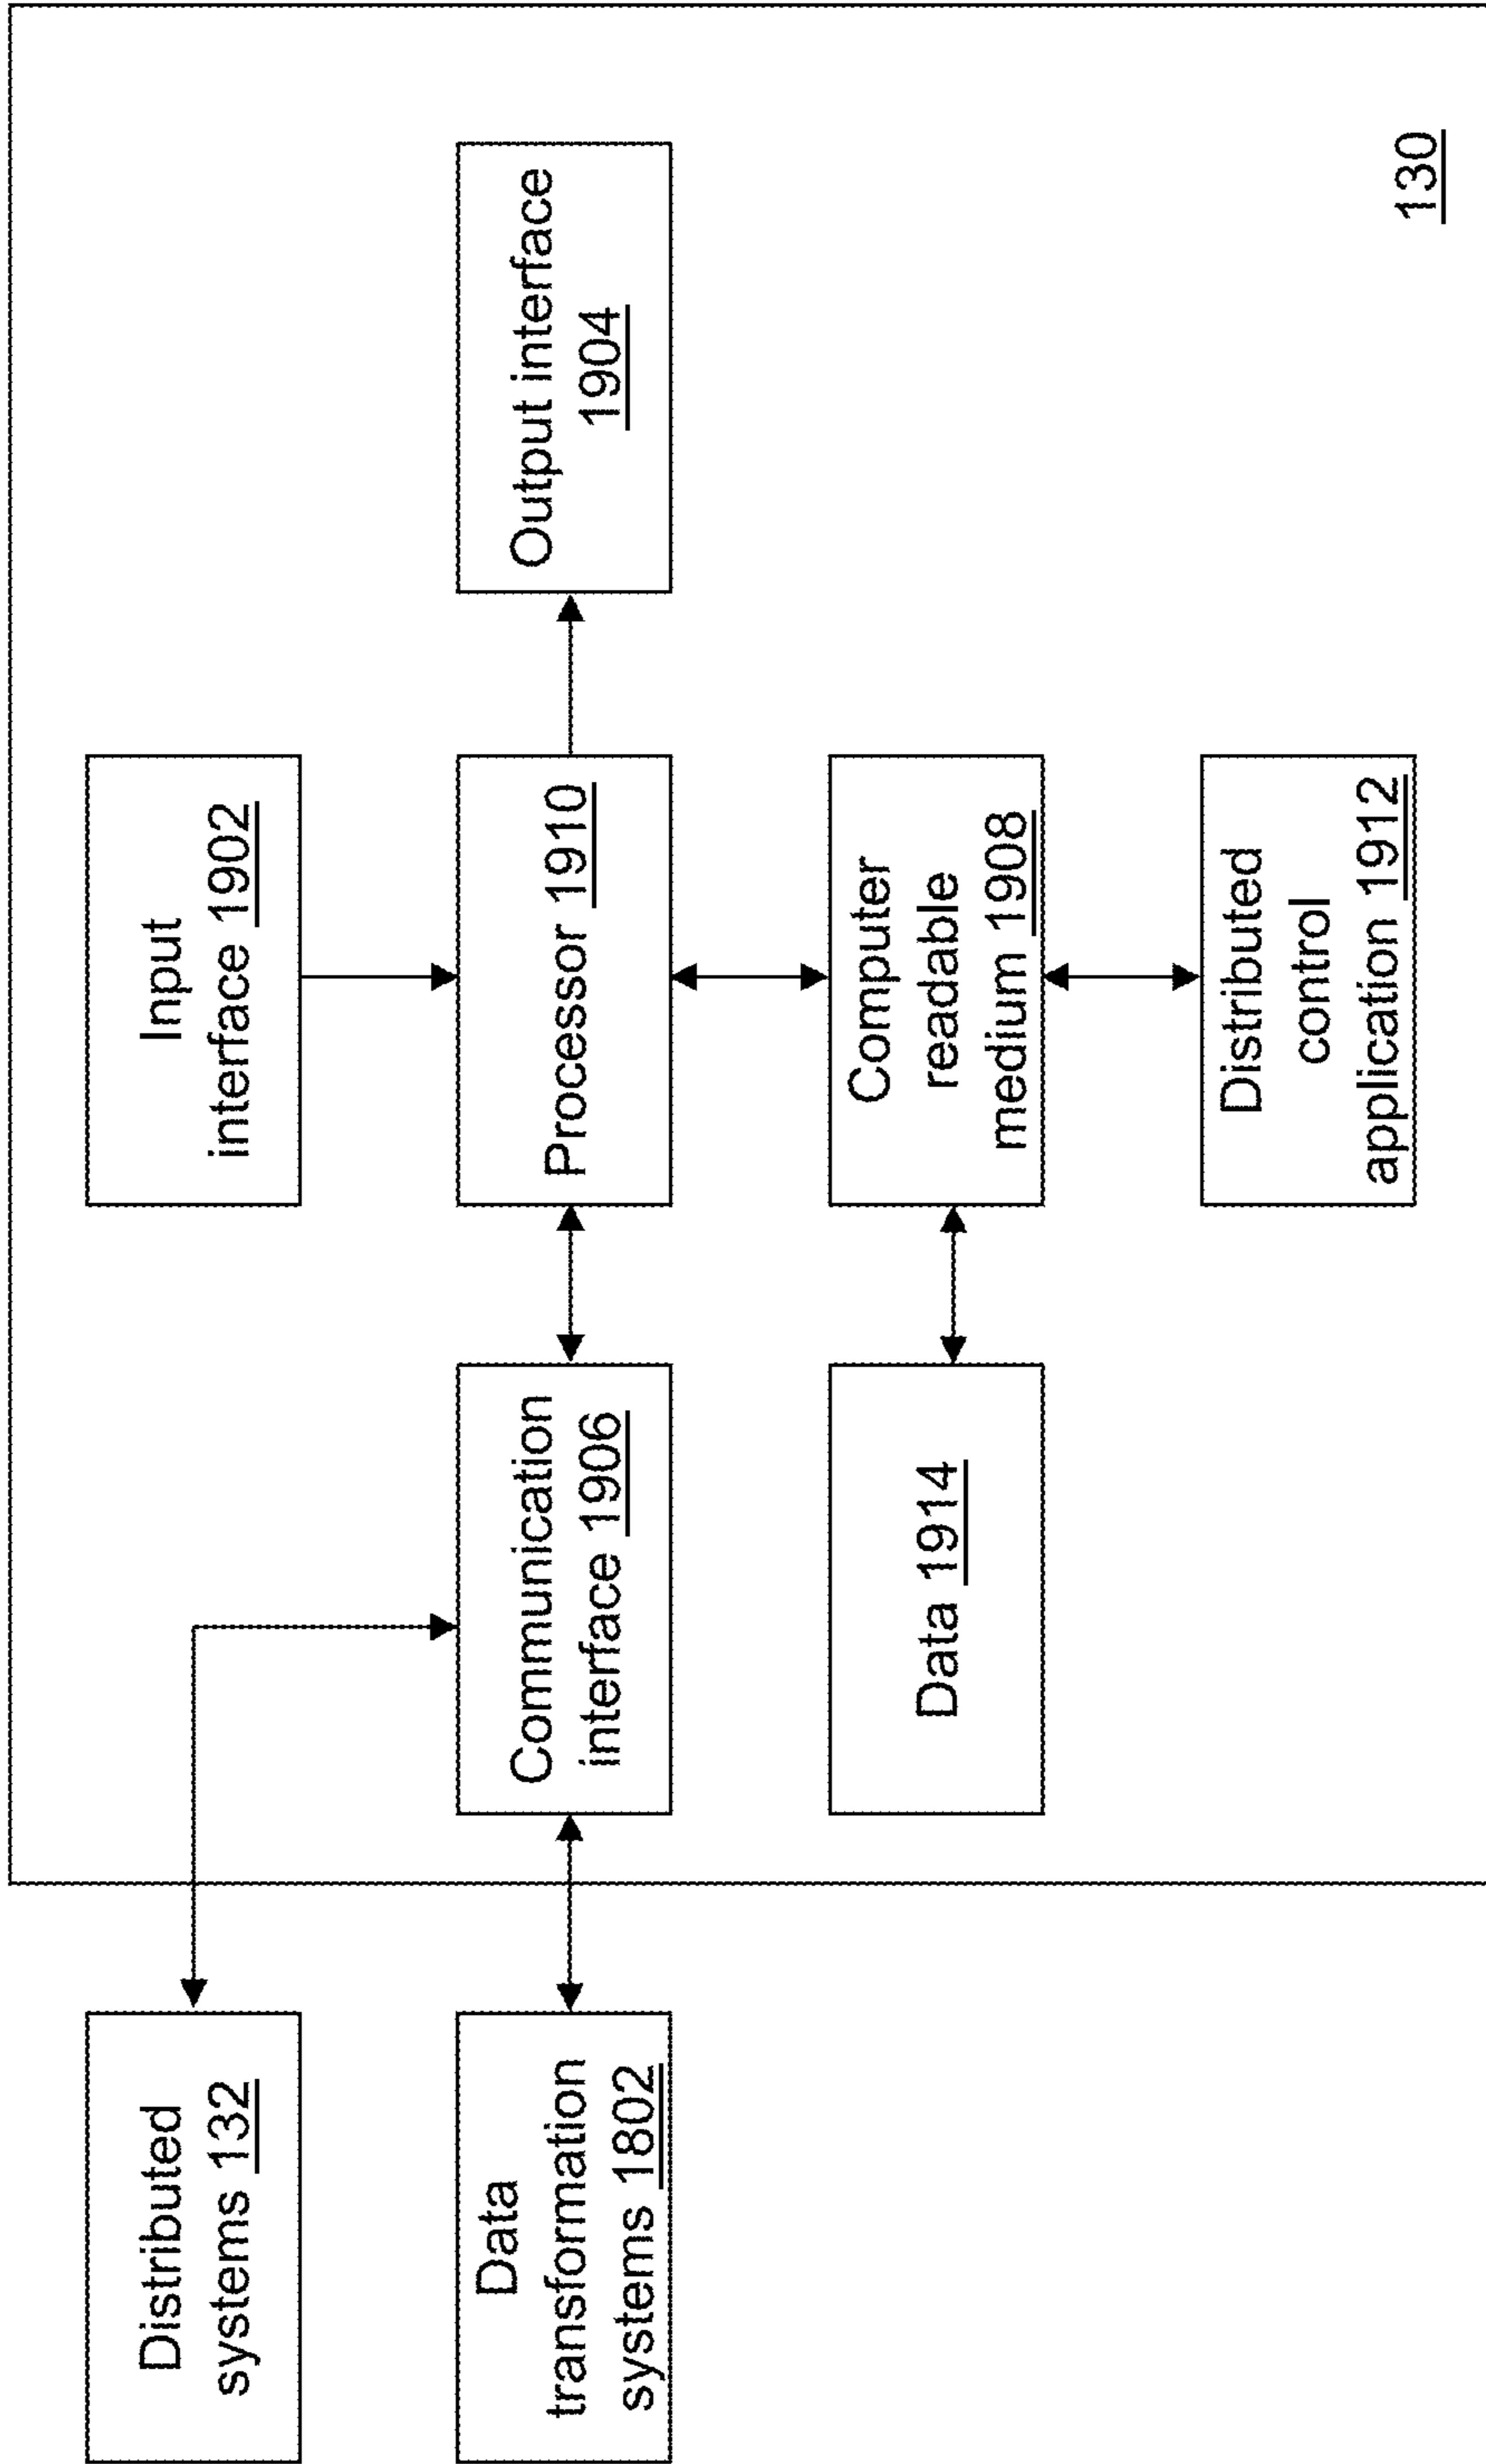 Distributed
systems 132
Data
transformation
systems 1802
Communication
interface 1906
Data 1914
Input
interface 1902
Processor 1910
Computer
readable
medium 1908
Distributed
control
application 1912
Output interface
1904
130